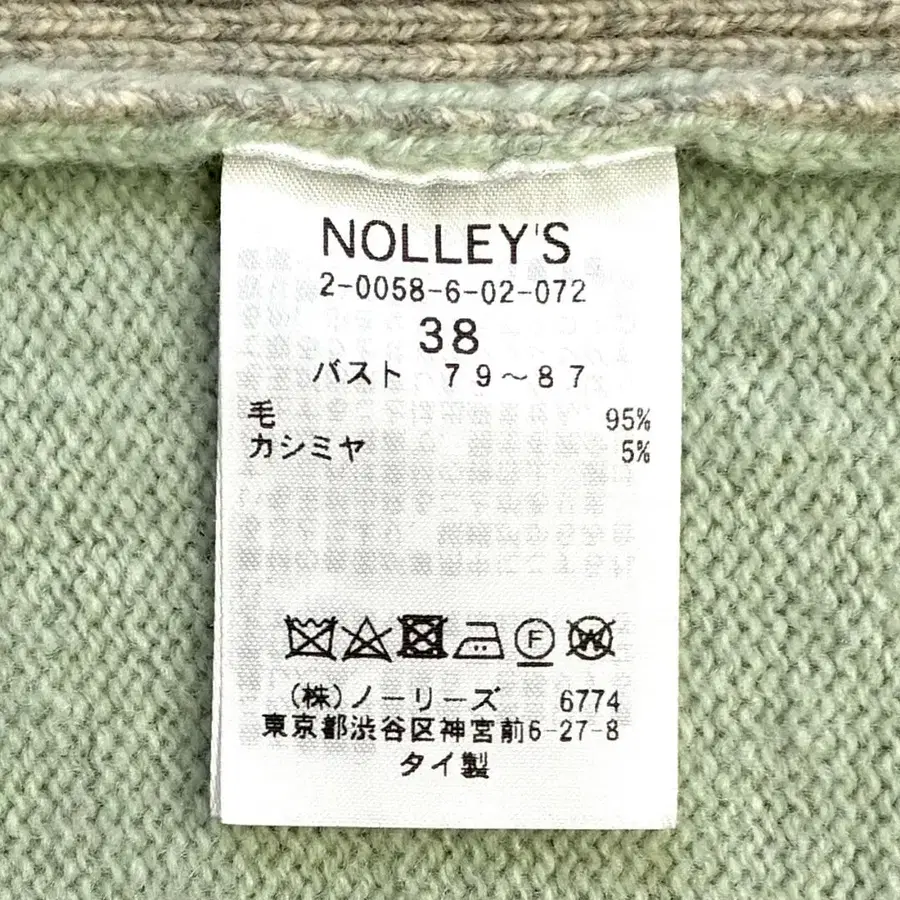 NOLLEY'S
2-0058-6-02-072
38
バスト 79～87
毛 95%
カシミヤ 5%
F
W
(株)ノーリーズ 6774
東京都渋谷区神宮前6-27-8
タイ製